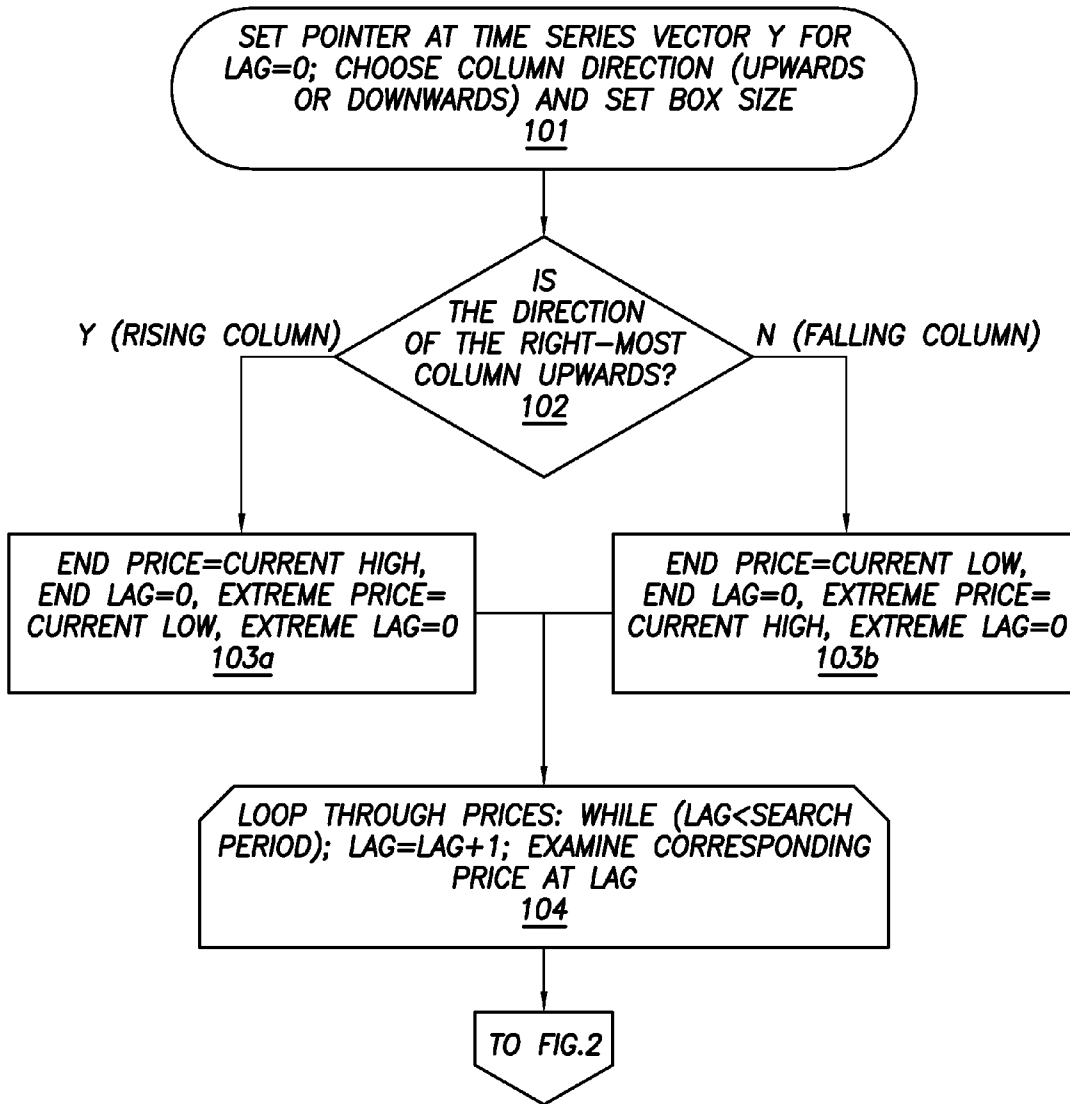 SET POINTER AT TIME SERIES VECTOR Y FOR
LAG=0; CHOOSE COLUMN DIRECTION (UPWARDS
OR DOWNWARDS) AND SET BOX SIZE
101
IS
THE DIRECTION
OF THE RIGHT-MOST
COLUMN UPWARDS?
102
Y (RISING COLUMN)
N (FALLING COLUMN)
END PRICE=CURRENT HIGH,
END LAG=0, EXTREME PRICE=
CURRENT LOW, EXTREME LAG=0
103a
END PRICE=CURRENT LOW,
END LAG=0, EXTREME PRICE=
CURRENT HIGH, EXTREME LAG=0
103b
LOOP THROUGH PRICES: WHILE (LAG<SEARCH
PERIOD); LAG=LAG+1; EXAMINE CORRESPONDING
PRICE AT LAG
104
TO FIG.2